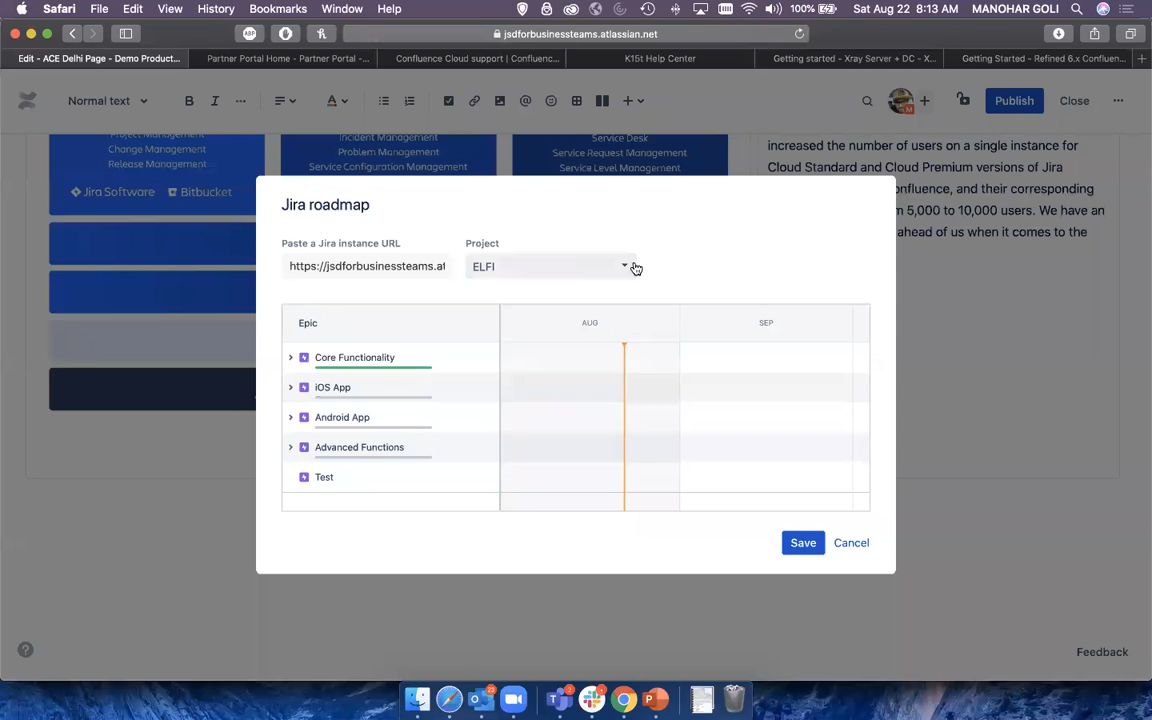 Safari File Edit View History Bookmarks Window Help 100% Sat Aug 22 8:13 AM MANOHAR GOLI
ABP jsdforbusinessteams.atlassian.net
Edit - ACE Delhi Page - Demo Product... Partner Portal Home - Partner Portal -... Confluence Cloud support | Confluenc... K15t Help Center Getting started - Xray Server + DC - X... Getting Started - Refined 6.x Confluen...
Normal text B I A M Publish Close
Project Management
Change Management
Release Management
Jira Software Bitbucket
Incident Management
Problem Management
Service Configuration Management
Service Desk
Service Request Management
Service Level Management
increased the number of users on a single instance for
Cloud Standard and Cloud Premium versions of Jira
onfluence, and their corresponding
m 5,000 to 10,000 users. We have an
ahead of us when it comes to the
Jira roadmap
Paste a Jira instance URL Project
https://jsdforbusinessteams.at ELFI
Epic AUG SEP
Core Functionality
iOS App
Android App
Advanced Functions
Test
Save Cancel
Feedback